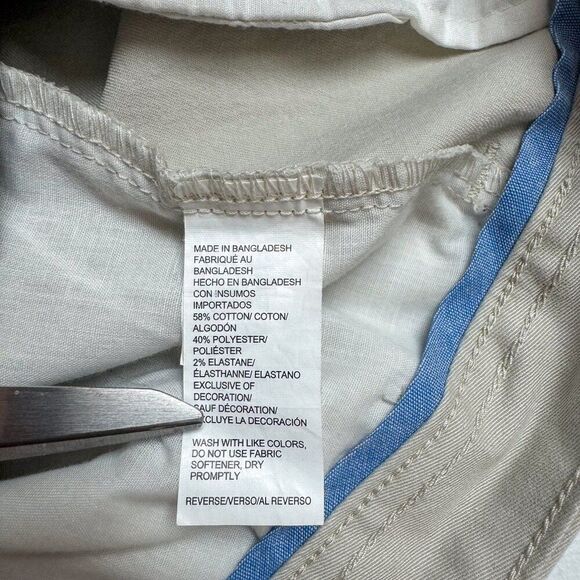 MADE IN BANGLADESH
FABRIQUÉ AU
BANGLADESH
HECHO EN BANGLADESH
CON INSUMOS
IMPORTADOS
58% COTTON/ COTON/
ALGODÓN
40% POLYESTER/
POLIÉSTER
2% ELASTANE/
ÉLASTHANNE/ ELASTANO
EXCLUSIVE OF
DECORATION/
SAUF DÉCORATION/
EXCLUYE LA DECORACIÓN
WASH WITH LIKE COLORS,
DO NOT USE FABRIC
SOFTENER, DRY
PROMPTLY
REVERSE/VERSO/AL REVERSO